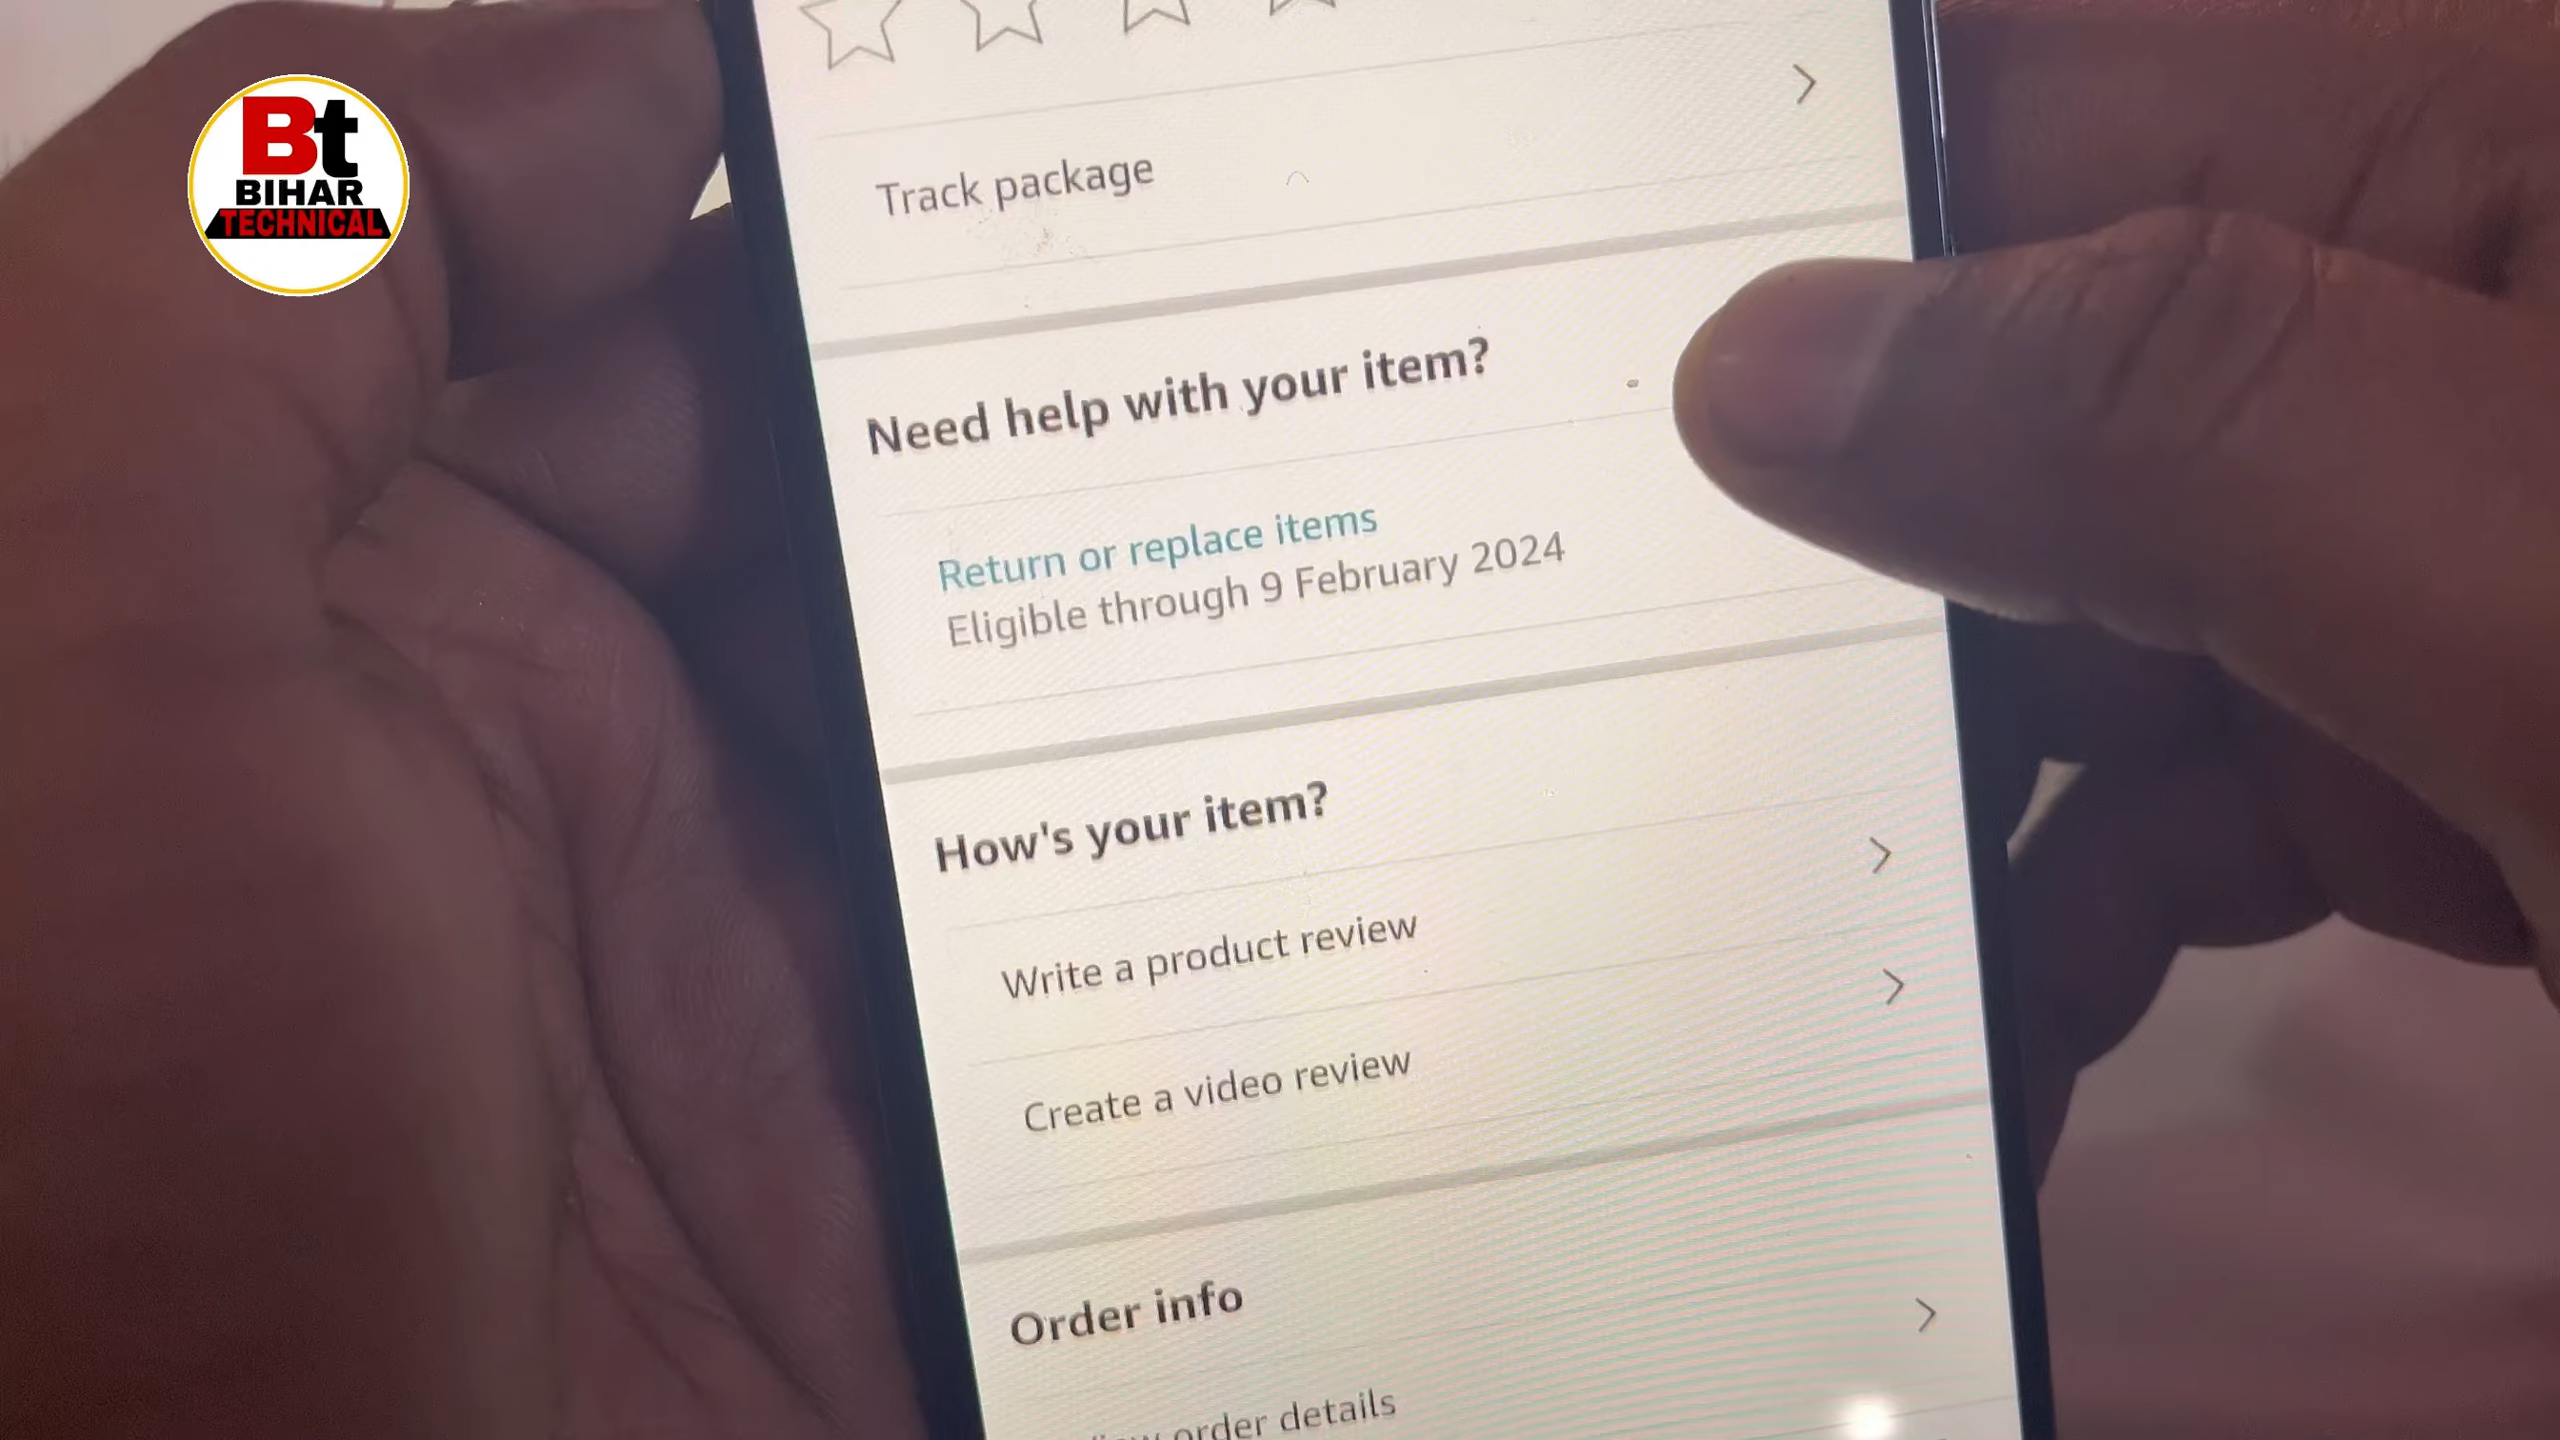 Bt
BIHAR
TECHNICAL
Track package
Need help with your item?
Return or replace items
Eligible through 9 February 2024
How's your item?
Write a product review
Create a video review
Order info
order details